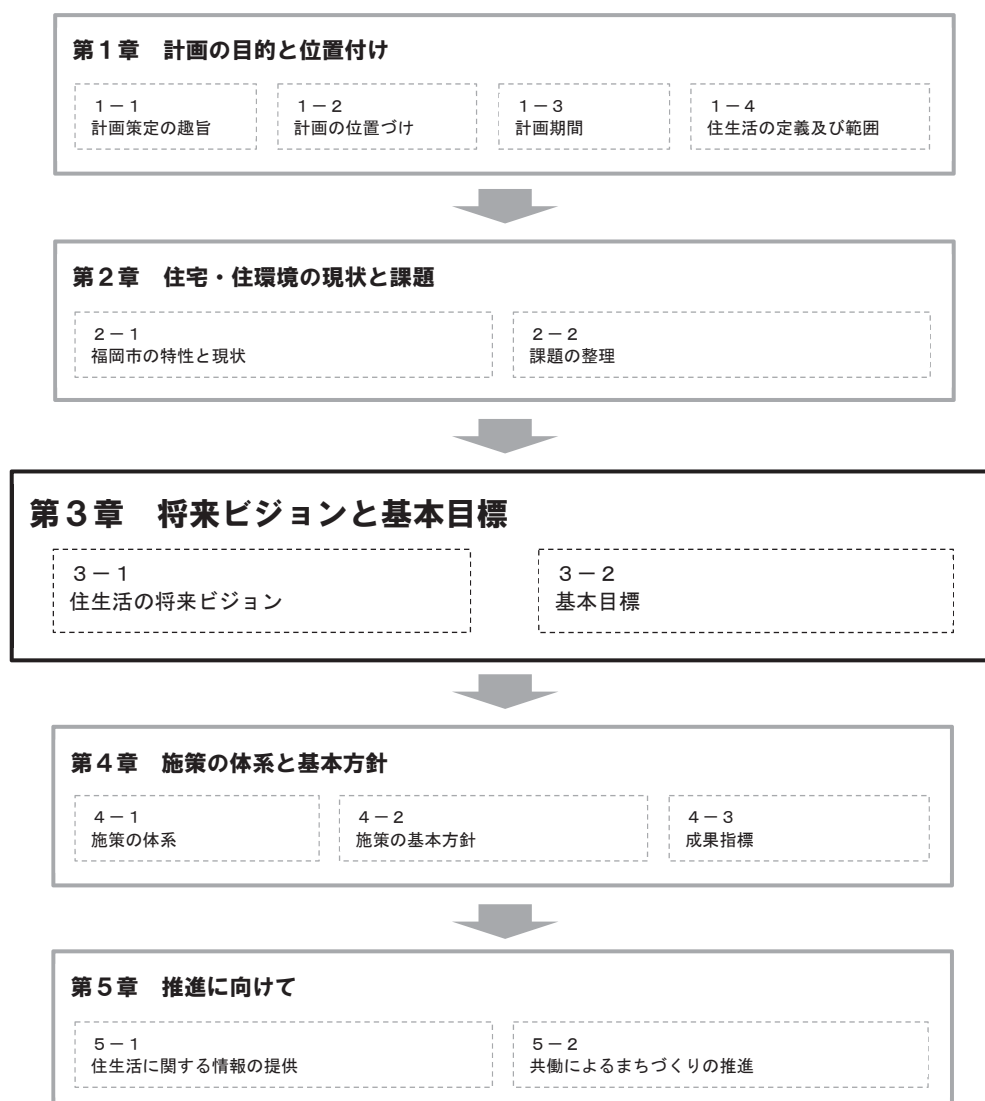 第１章　計画の目的と位置付け
１－１
計画策定の趣旨
１－２
計画の位置づけ
１－３
計画期間
１－４
住生活の定義及び範囲
第２章　住宅・住環境の現状と課題
２－１
福岡市の特性と現状
２－２
課題の整理
第３章　将来ビジョンと基本目標
３－１
住生活の将来ビジョン
３－２
基本目標
第４章　施策の体系と基本方針
４－１
施策の体系
４－２
施策の基本方針
４－３
成果指標
第５章　推進に向けて
５－１
住生活に関する情報の提供
５－２
共働によるまちづくりの推進